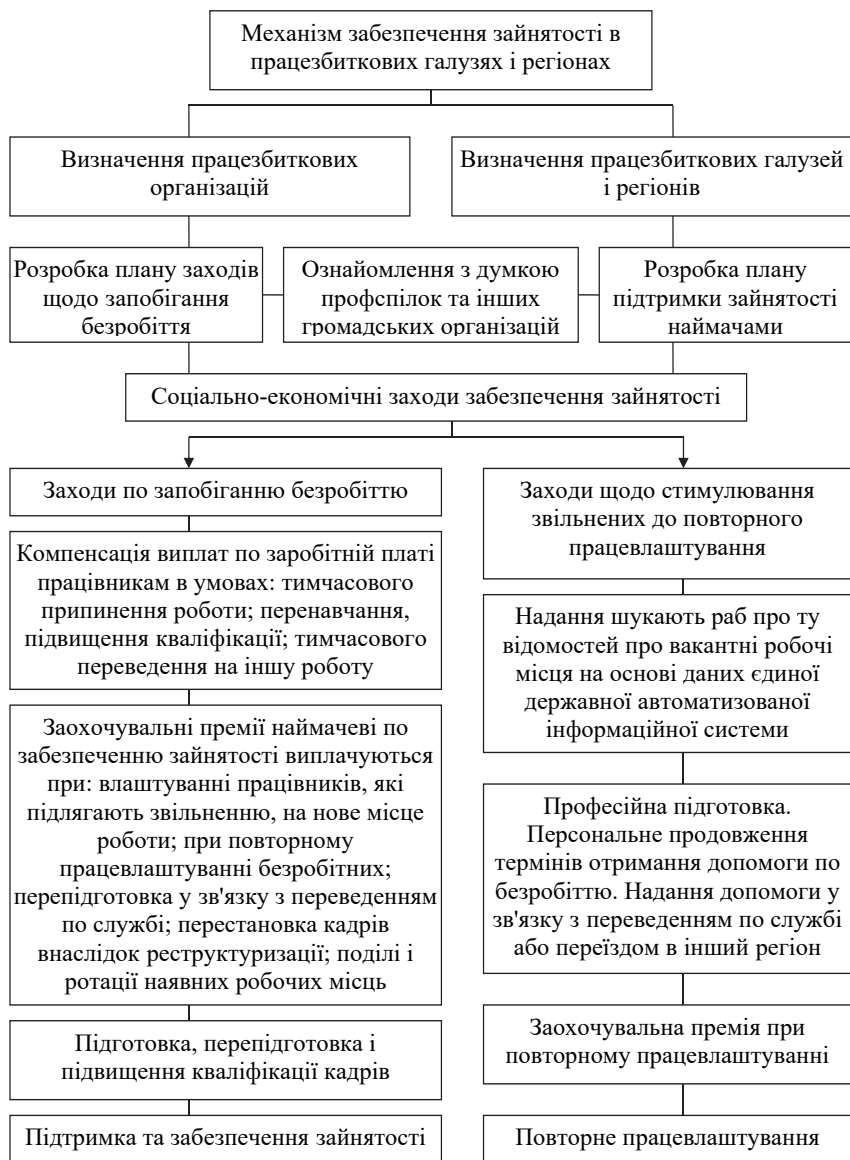 Механізм забезпечення зайнятості в
працезбиткових галузях і регіонах
Визначення працезбиткових
організацій
Визначення працезбиткових галузей
і регіонів
Розробка плану заходів
щодо запобігання
безробіття
Ознайомлення з думкою
профспілок та інших
громадських організацій
Розробка плану
підтримки зайнятості
наймачами
Соціально-економічні заходи забезпечення зайнятості
Заходи по запобіганню безробіттю
Компенсація виплат по заробітній платі
працівникам в умовах: тимчасового
припинення роботи; перенавчання,
підвищення кваліфікації; тимчасового
переведення на іншу роботу
Заохочувальні премії наймачеві по
забезпеченню зайнятості виплачуються
при: влаштуванні працівників, які
підлягають звільненню, на нове місце
роботи; при повторному
працевлаштуванні безробітних;
перепідготовка у зв'язку з переведенням
по службі; перестановка кадрів
внаслідок реструктуризації; поділі і
ротації наявних робочих місць
Підготовка, перепідготовка і
підвищення кваліфікації кадрів
Підтримка та забезпечення зайнятості
Заходи щодо стимулювання
звільнених до повторного
працевлаштування
Надання шукають раб про ту
відомостей про вакантні робочі
місця на основі даних єдиної
державної автоматизованої
інформаційної системи
Професійна підготовка.
Персональне продовження
термінів отримання допомоги по
безробіттю. Надання допомоги у
зв'язку з переведенням по службі
або переїздом в інший регіон
Заохочувальна премія при
повторному працевлаштуванні
Повторне працевлаштування